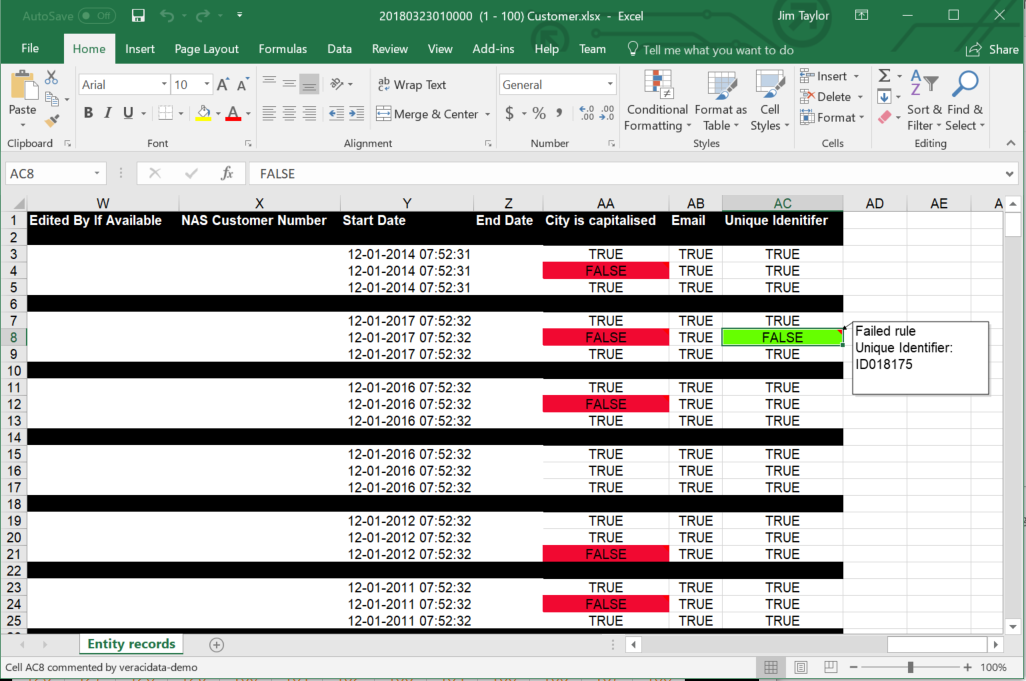 AutoSave Off 20180323010000 (1 - 100) Customer.xlsx - Excel Jim Taylor
File Home Insert Page Layout Formulas Data Review View Add-ins Help Team Tell me what you want to do Share
Paste Arial 10 A A Wrap Text General Conditional Formatting Format as Table Cell Styles Insert Σ Sort & Filter Find & Select
B I U A Merge & Center $ % , Delete
Format
Clipboard Font Alignment Number Styles Cells Editing
AC8 fx FALSE
W X Y Z AA AB AC AD AE A
1 Edited By If Available NAS Customer Number Start Date End Date City is capitalised Email Unique Idenitifer
2
3 12-01-2014 07:52:31 TRUE TRUE TRUE
4 12-01-2014 07:52:31 FALSE TRUE TRUE
5 12-01-2014 07:52:31 TRUE TRUE TRUE
6
7 12-01-2017 07:52:32 TRUE TRUE TRUE
8 12-01-2017 07:52:32 FALSE TRUE FALSE
9 12-01-2017 07:52:32 TRUE TRUE TRUE
Failed rule
Unique Identifier:
ID018175
10
11 12-01-2016 07:52:32 TRUE TRUE TRUE
12 12-01-2016 07:52:32 FALSE TRUE TRUE
13 12-01-2016 07:52:32 TRUE TRUE TRUE
14
15 12-01-2016 07:52:32 TRUE TRUE TRUE
16 12-01-2016 07:52:32 TRUE TRUE TRUE
17 12-01-2016 07:52:32 TRUE TRUE TRUE
18
19 12-01-2012 07:52:32 TRUE TRUE TRUE
20 12-01-2012 07:52:32 TRUE TRUE TRUE
21 12-01-2012 07:52:32 FALSE TRUE TRUE
22
23 12-01-2011 07:52:32 TRUE TRUE TRUE
24 12-01-2011 07:52:32 FALSE TRUE TRUE
25 12-01-2011 07:52:32 TRUE TRUE TRUE
Entity records
Cell AC8 commented by veracidata-demo 100%